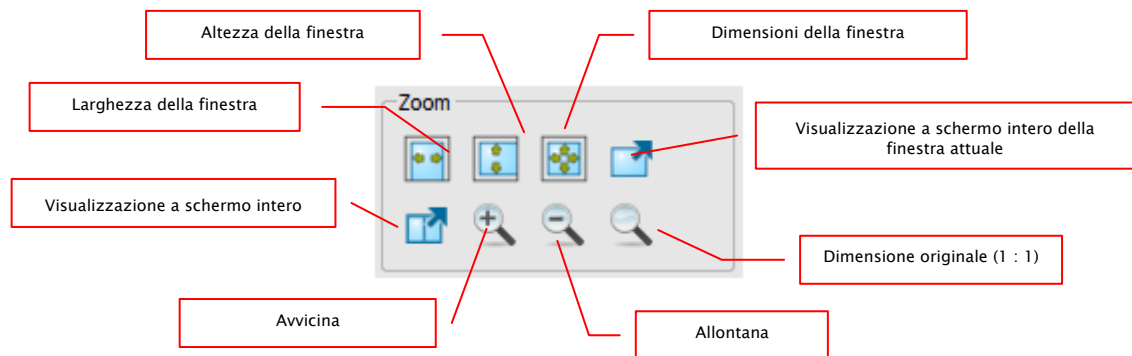 Altezza della finestra
Dimensioni della finestra
Larghezza della finestra
Zoom
Visualizzazione a schermo intero della
finestra attuale
Visualizzazione a schermo intero
Dimensione originale (1 : 1)
Avvicina
Allontana